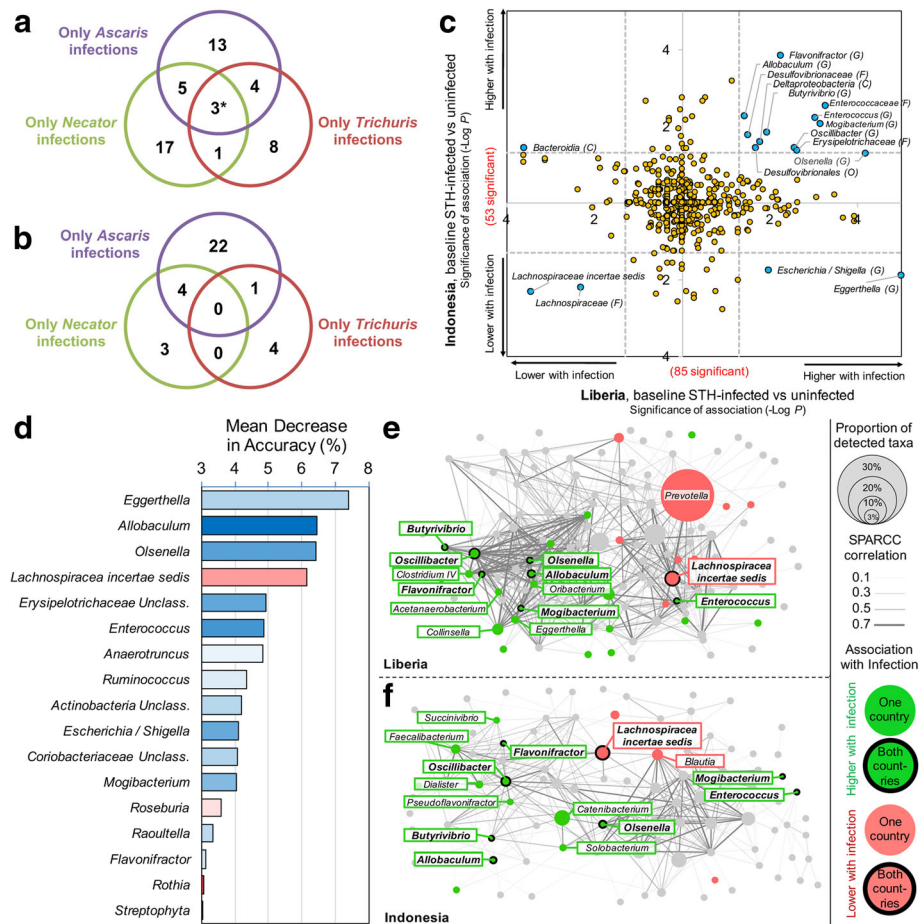 a
Only Ascaris
infections
13
5
4
3*
Only Necator
infections
17
1
8
Only Trichuris
infections
b
Only Ascaris
infections
22
4
1
0
Only Necator
infections
3
0
4
Only Trichuris
infections
c
Indonesia, baseline STH-infected vs uninfected
Significance of association (-Log P)
(53 significant)
Higher with infection
Lower with infection
4
2
2
4
4
2
2
4
Flavonifractor (G)
Allobaculum (G)
Desulfovibrionaceae (F)
Deltaproteobacteria (C)
Butyrivibrio (G)
Enterococcaceae (F)
Enterococcus (G)
Mogibacterium (G)
Oscillibacter (G)
Erysipelotrichaceae (F)
Olsenella (G)
Desulfovibrionales (O)
Bacteroidia (C)
Lachnospiraceae incertae sedis
Lachnospiraceae (F)
Escherichia / Shigella (G)
Eggerthella (G)
Lower with infection
(85 significant)
Higher with infection
Liberia, baseline STH-infected vs uninfected
Significance of association (-Log P)
d
Mean Decrease
in Accuracy (%)
3 4 5 6 7 8
Eggerthella
Allobaculum
Olsenella
Lachnospiracea incertae sedis
Erysipelotrichaceae Unclass.
Enterococcus
Anaerotruncus
Ruminococcus
Actinobacteria Unclass.
Escherichia / Shigella
Coriobacteriaceae Unclass.
Mogibacterium
Roseburia
Raoultella
Flavonifractor
Rothia
Streptophyta
e
Prevotella
Butyrivibrio
Oscillibacter
Clostridium IV
Flavonifractor
Acetanaerobacterium
Collinsella
Olsenella
Allobaculum
Oribacterium
Mogibacterium
Eggerthella
Lachnospiracea
incertae sedis
Enterococcus
Liberia
f
Succinivibrio
Faecalibacterium
Flavonifractor
Oscillibacter
Dialister
Pseudoflavonifractor
Butyrivibrio
Allobaculum
Lachnospiracea
incertae sedis
Blautia
Mogibacterium
Enterococcus
Catenibacterium
Olsenella
Solobacterium
Indonesia
Proportion of
detected taxa
30%
20%
10%
3%
SPARCC
correlation
0.1
0.3
0.5
0.7
Association
with Infection
Higher with infection
One
country
Both
count-
ries
Lower with infection
One
country
Both
count-
ries